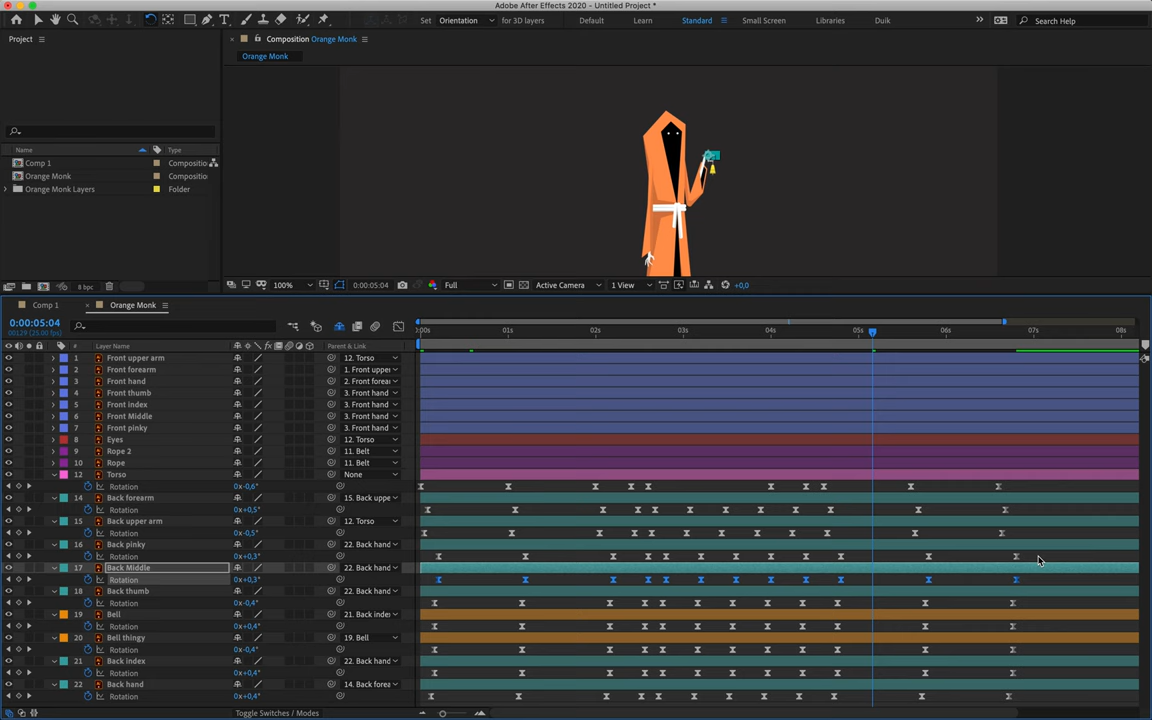 Adobe After Effects 2020 - Untitled Project *
Set Orientation for 3D layers Default Learn Standard Small Screen Libraries Duik Search Help
Project
Composition Orange Monk
Orange Monk
Name Type
Comp 1 Compositio
Orange Monk Compositio
Orange Monk Layers Folder
8 bpc
100% 0:00:05:04 Full Active Camera 1 View +0,0
Comp 1 Orange Monk
0:00:05:04
00129 (25.00 fps)
:00s 01s 02s 03s 04s 05s 06s 07s 08s
# Layer Name fx Parent & Link
1 Front upper arm 12. Torso
2 Front forearm 1. Front upper
3 Front hand 2. Front forear
4 Front thumb 3. Front hand
5 Front index 3. Front hand
6 Front Middle 3. Front hand
7 Front pinky 3. Front hand
8 Eyes 12. Torso
9 Rope 2 11. Belt
10 Rope 11. Belt
12 Torso None
Rotation 0x-0,6°
14 Back forearm 15. Back uppe
Rotation 0x+0,5°
15 Back upper arm 12. Torso
Rotation 0x-0,5°
16 Back pinky 22. Back hand
Rotation 0x+0,3°
17 Back Middle 22. Back hand
Rotation 0x+0,3°
18 Back thumb 22. Back hand
Rotation 0x-0,4°
19 Bell 21. Back index
Rotation 0x+0,4°
20 Bell thingy 19. Bell
Rotation 0x-0,4°
21 Back index 22. Back hand
Rotation 0x+0,4°
22 Back hand 14. Back forea
Rotation 0x+0,4°
Toggle Switches / Modes